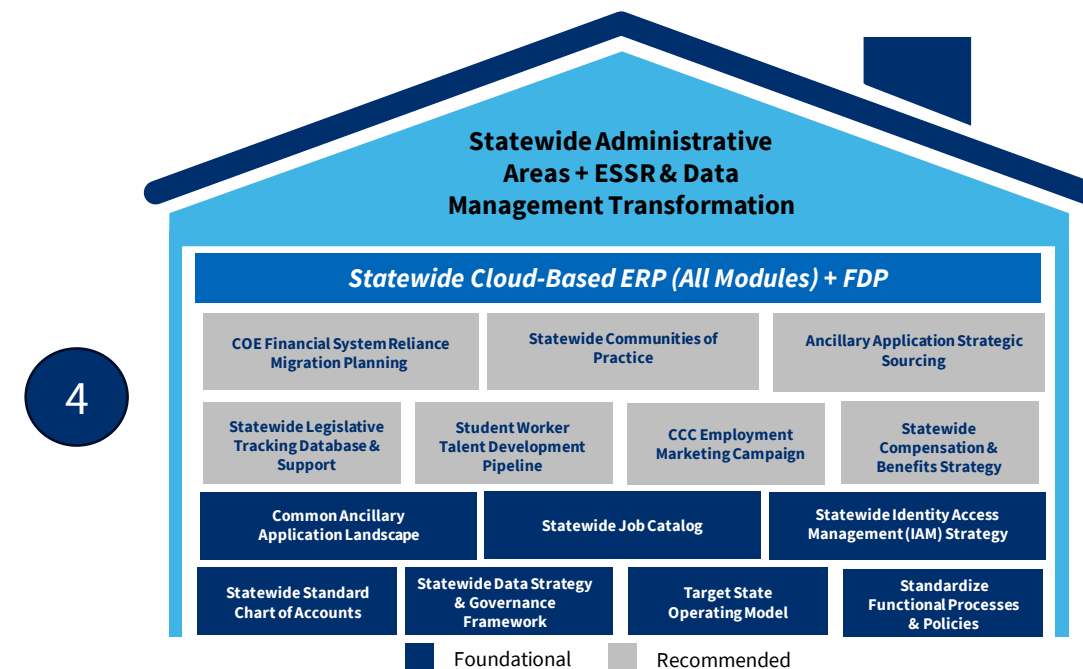 Statewide Administrative
Areas + ESSR & Data
Management Transformation
Statewide Cloud-Based ERP (All Modules) + FDP
COE Financial System Reliance
Migration Planning
Statewide Communities of
Practice
Ancillary Application Strategic
Sourcing
4
Statewide Legislative
Tracking Database &
Support
Student Worker
Talent Development
Pipeline
CCC Employment
Marketing Campaign
Statewide
Compensation &
Benefits Strategy
Common Ancillary
Application Landscape
Statewide Job Catalog
Statewide Identity Access
Management (IAM) Strategy
Statewide Standard
Chart of Accounts
Statewide Data Strategy
& Governance
Framework
Target State
Operating Model
Standardize
Functional Processes
& Policies
Foundational
Recommended